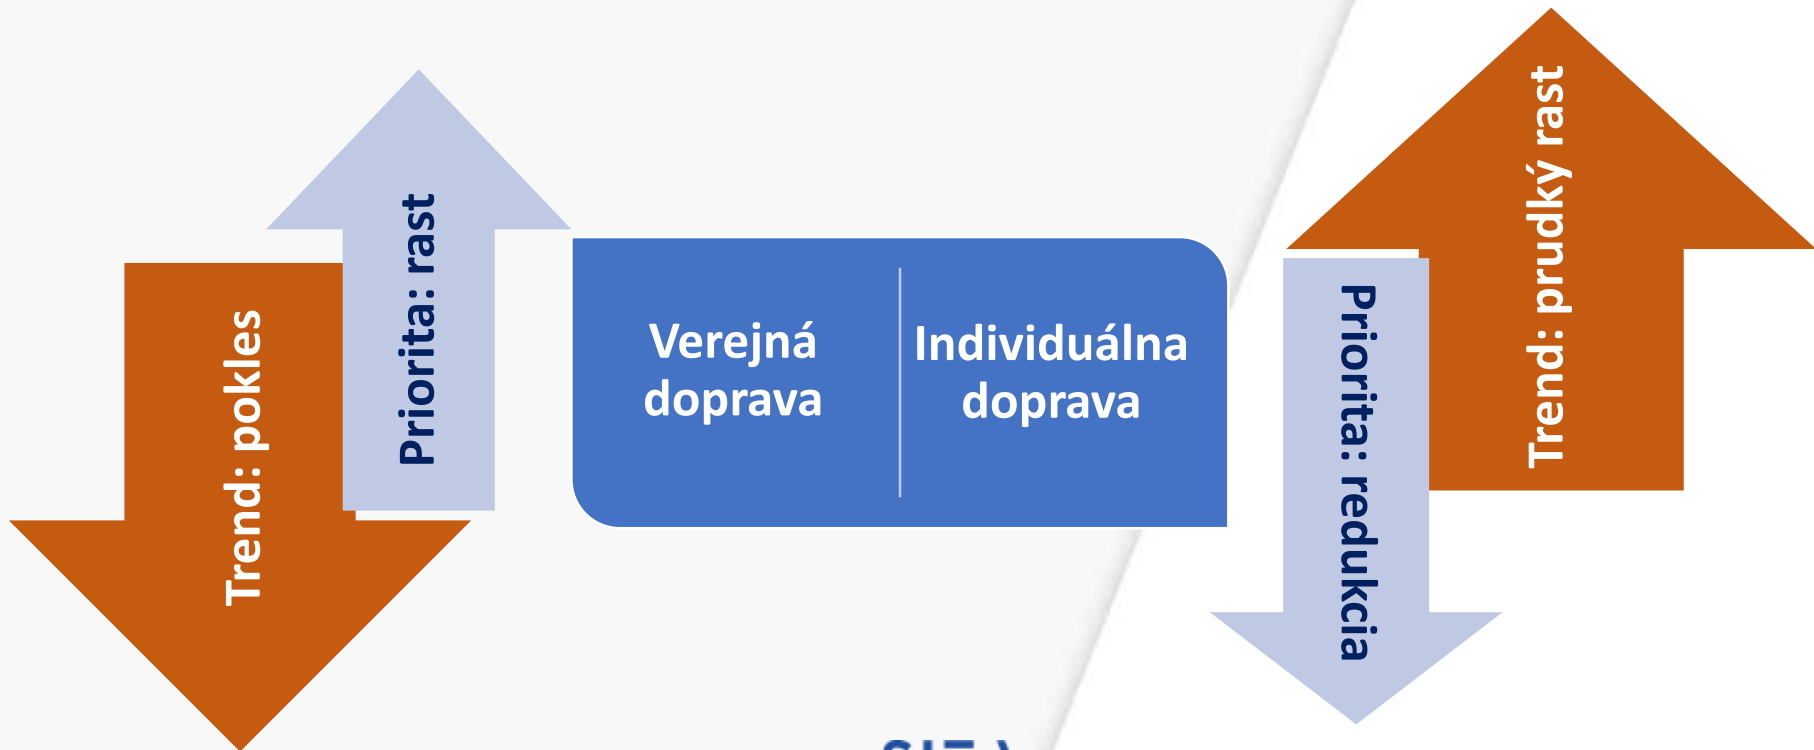 Trend: pokles
Priorita: rast
Verejná
doprava
Individuálna
doprava
Priorita: redukcia
Trend: prudký rast